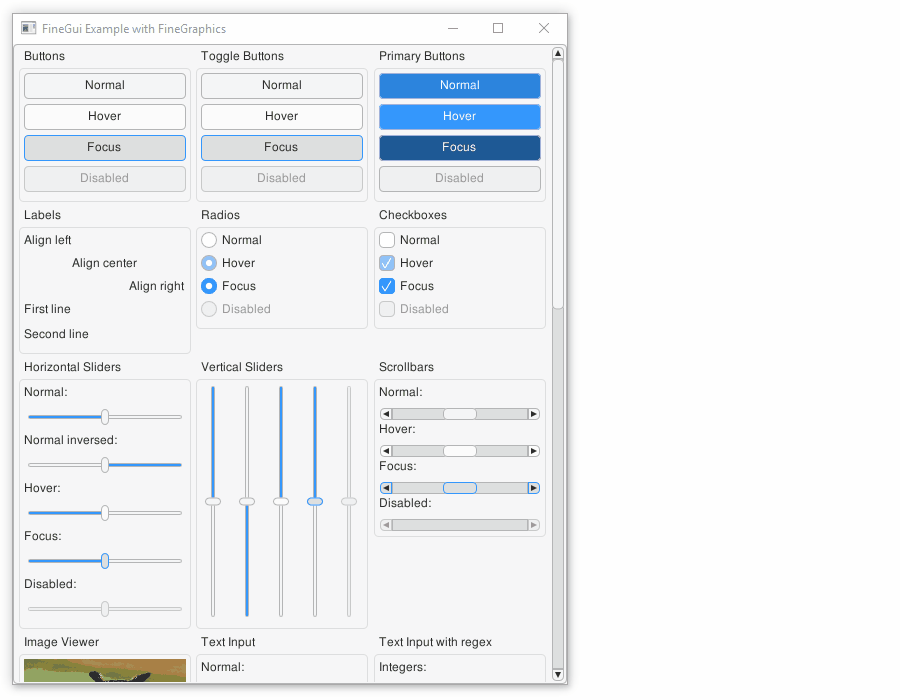 FineGui Example with FineGraphics
Buttons
Toggle Buttons
Primary Buttons
Normal
Normal
Normal
Hover
Hover
Hover
Focus
Focus
Focus
Disabled
Disabled
Disabled
Labels
Radios
Checkboxes
Align left
Normal
Normal
Align center
Hover
Hover
Align right
Focus
Focus
First line
Disabled
Disabled
Second line
Horizontal Sliders
Vertical Sliders
Scrollbars
Normal:
Normal:
Hover:
Normal inversed:
Focus:
Hover:
Disabled:
Focus:
Disabled:
Image Viewer
Text Input
Text Input with regex
Normal:
Integers: